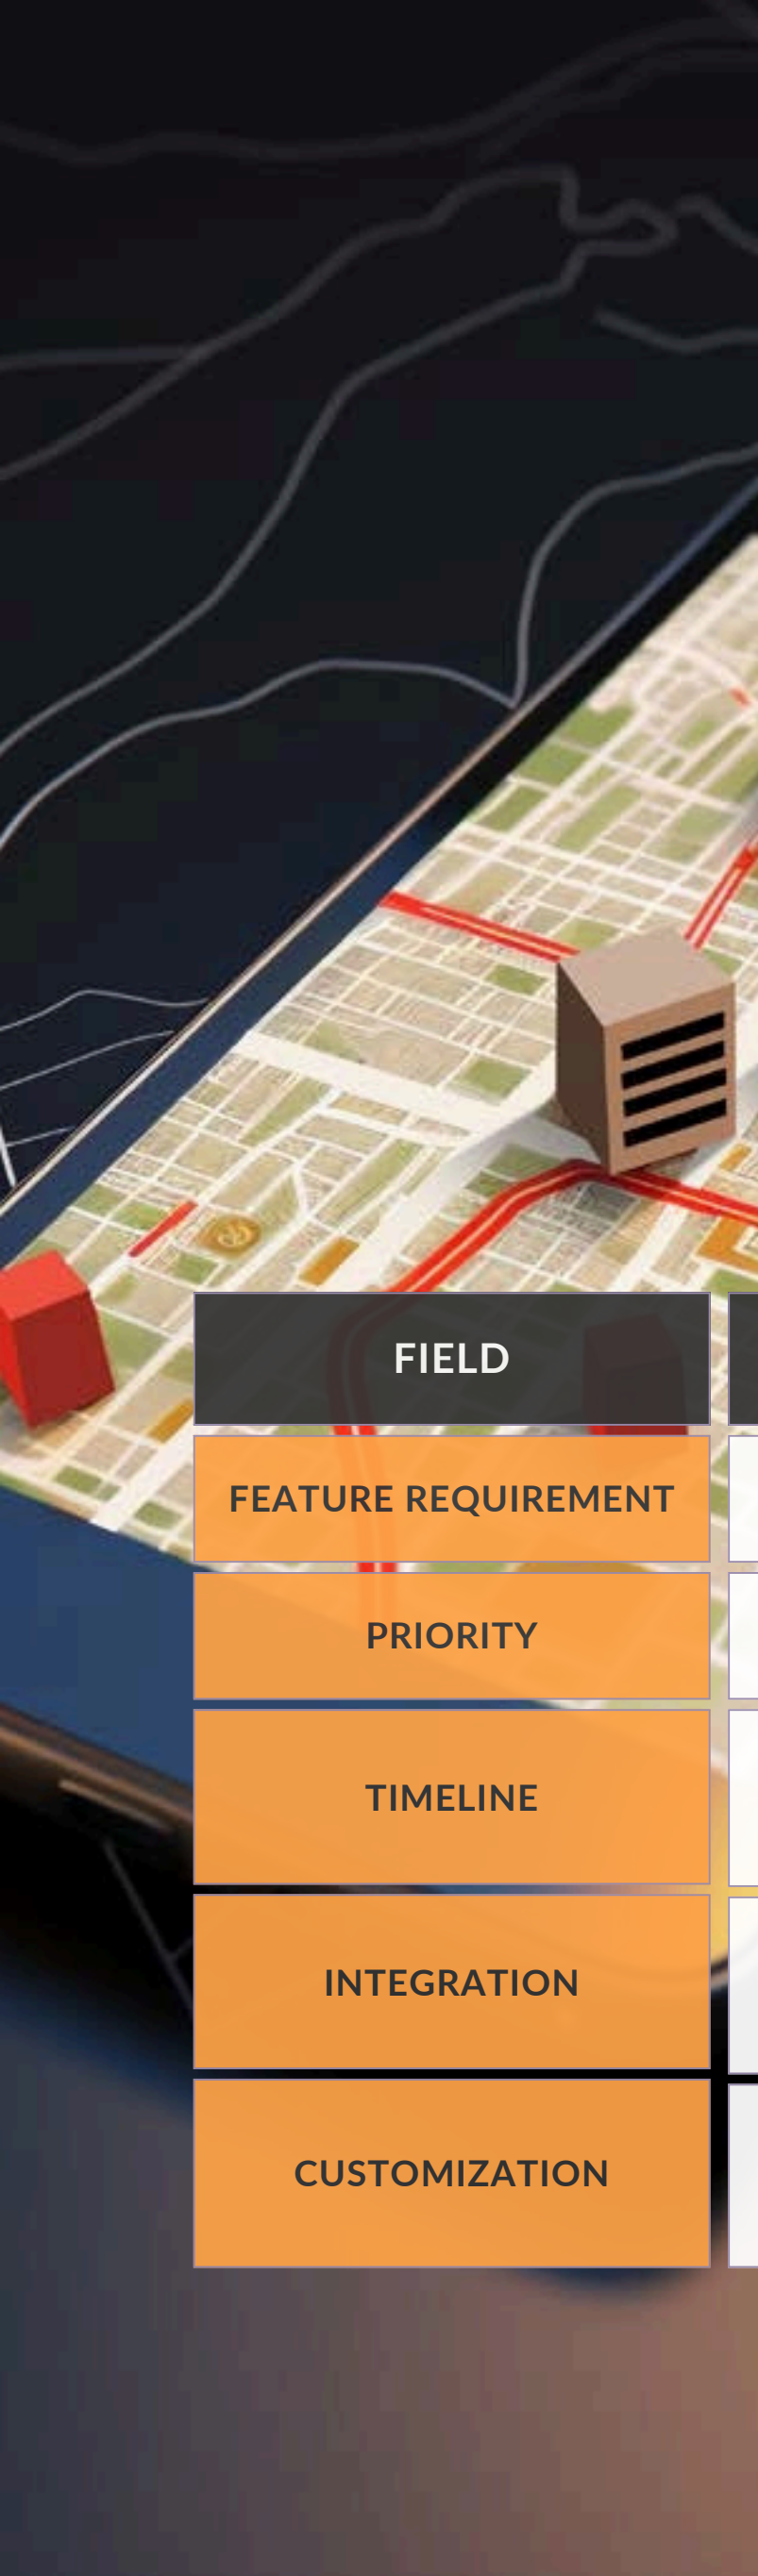 FIELD
FEATURE REQUIREMENT
PRIORITY
TIMELINE
INTEGRATION
CUSTOMIZATION